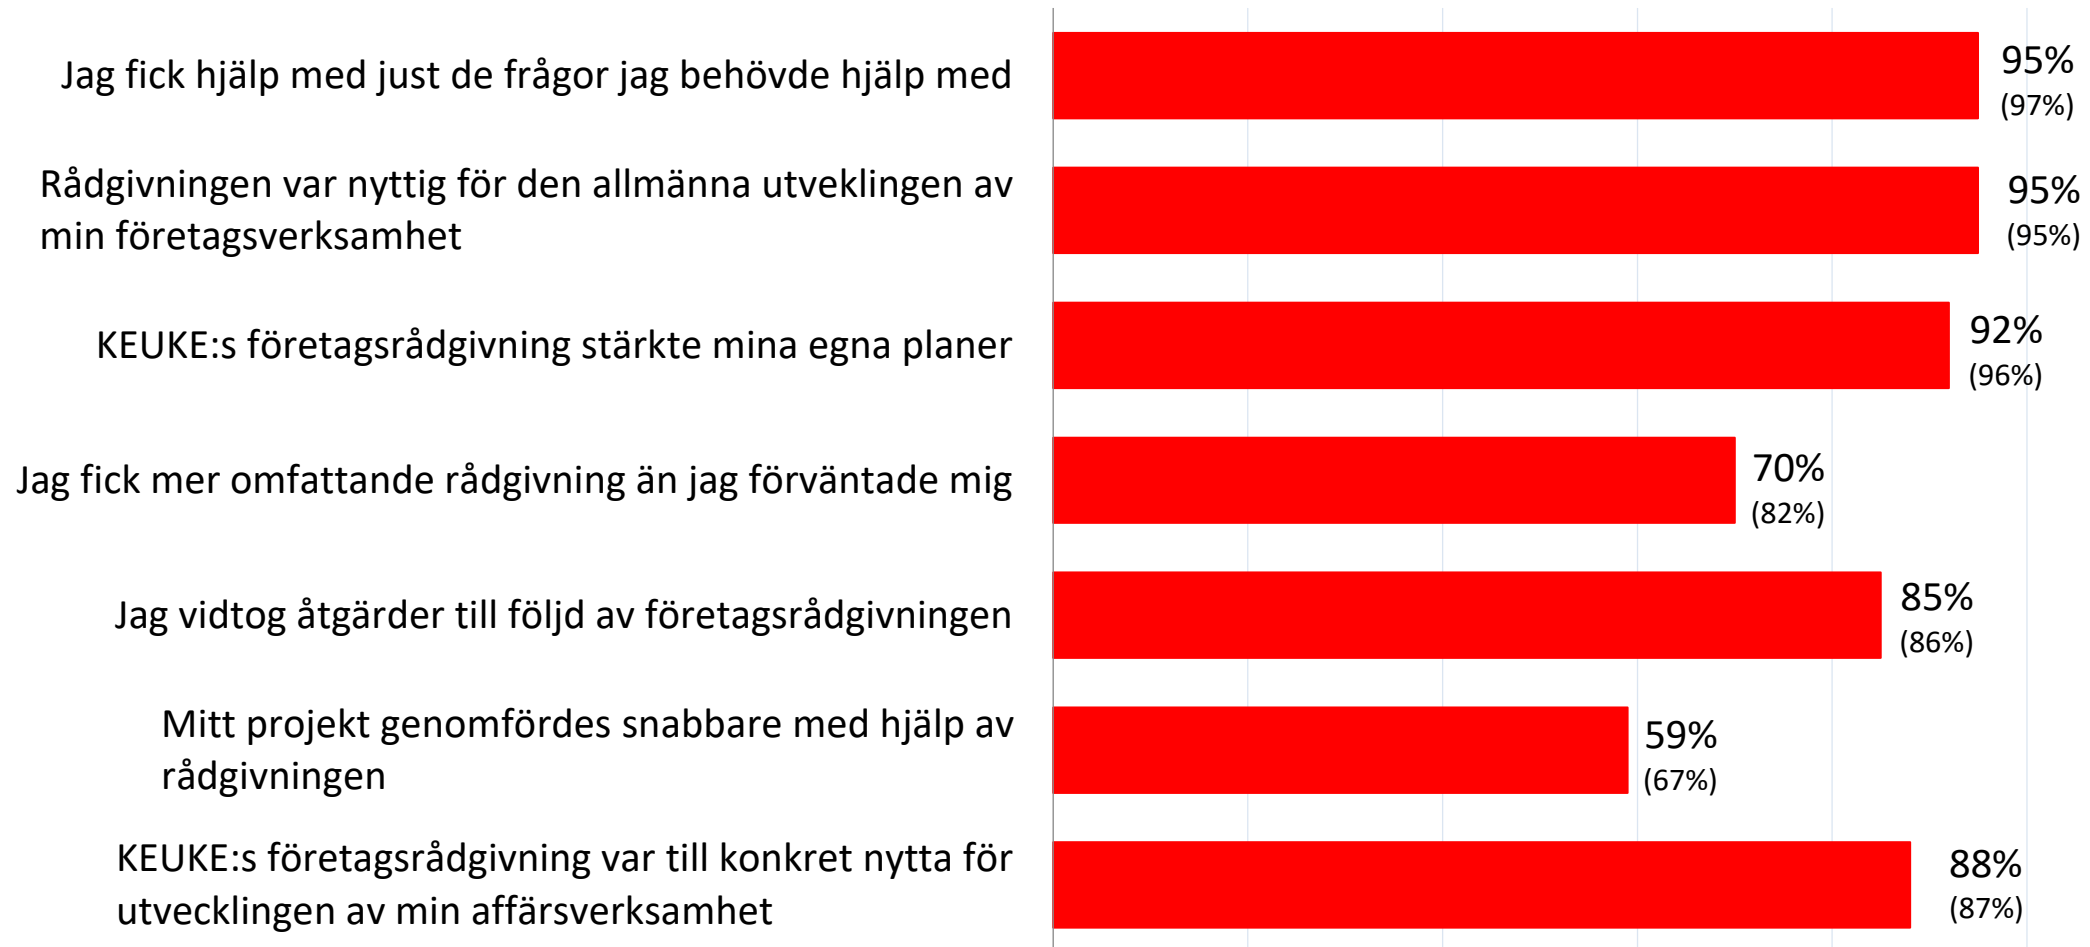 Jag fick hjälp med just de frågor jag behövde hjälp med
95%
(97%)
Rådgivningen var nyttig för den allmänna utveklingen av
min företagsverksamhet
95%
(95%)
KEUKE:s företagsrådgivning stärkte mina egna planer
92%
(96%)
Jag fick mer omfattande rådgivning än jag förväntade mig
70%
(82%)
Jag vidtog åtgärder till följd av företagsrådgivningen
85%
(86%)
Mitt projekt genomfördes snabbare med hjälp av
rådgivningen
59%
(67%)
KEUKE:s företagsrådgivning var till konkret nytta för
utvecklingen av min affärsverksamhet
88%
(87%)